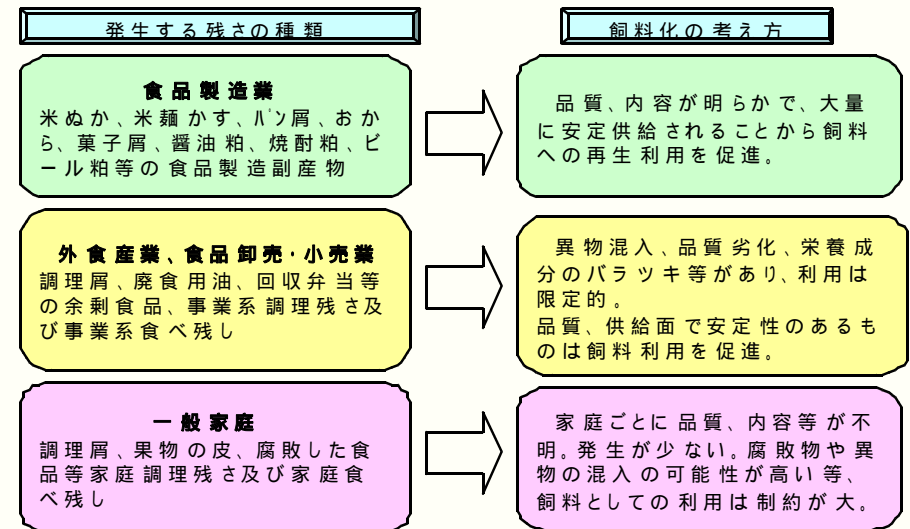 発生する残さの種類
飼料化の考え方
食品製造業
米ぬか、米麹かす、パン屑、おか
ら、菓子屑、醤油粕、焼酎粕、ビ
ール粕等の食品製造副産物
品質、内容が明らかで、大量
に安定供給されることから飼料
への再生利用を促進。
外食産業、食品卸売・小売業
調理屑、廃食用油、回収弁当等
の余剰食品、事業系調理残さ及
び事業系食べ残し
異物混入、品質劣化、栄養成
分のバラツキ等があり、利用は
限定的。
品質、供給面で安定性のあるも
のは飼料利用を促進。
一般家庭
調理屑、果物の皮、腐敗した食
品等家庭調理残さ及び家庭食
べ残し
家庭ごとに品質、内容等が不
明。発生が少ない。腐敗物や異
物の混入の可能性が高い等、
飼料としての利用は制約が大。